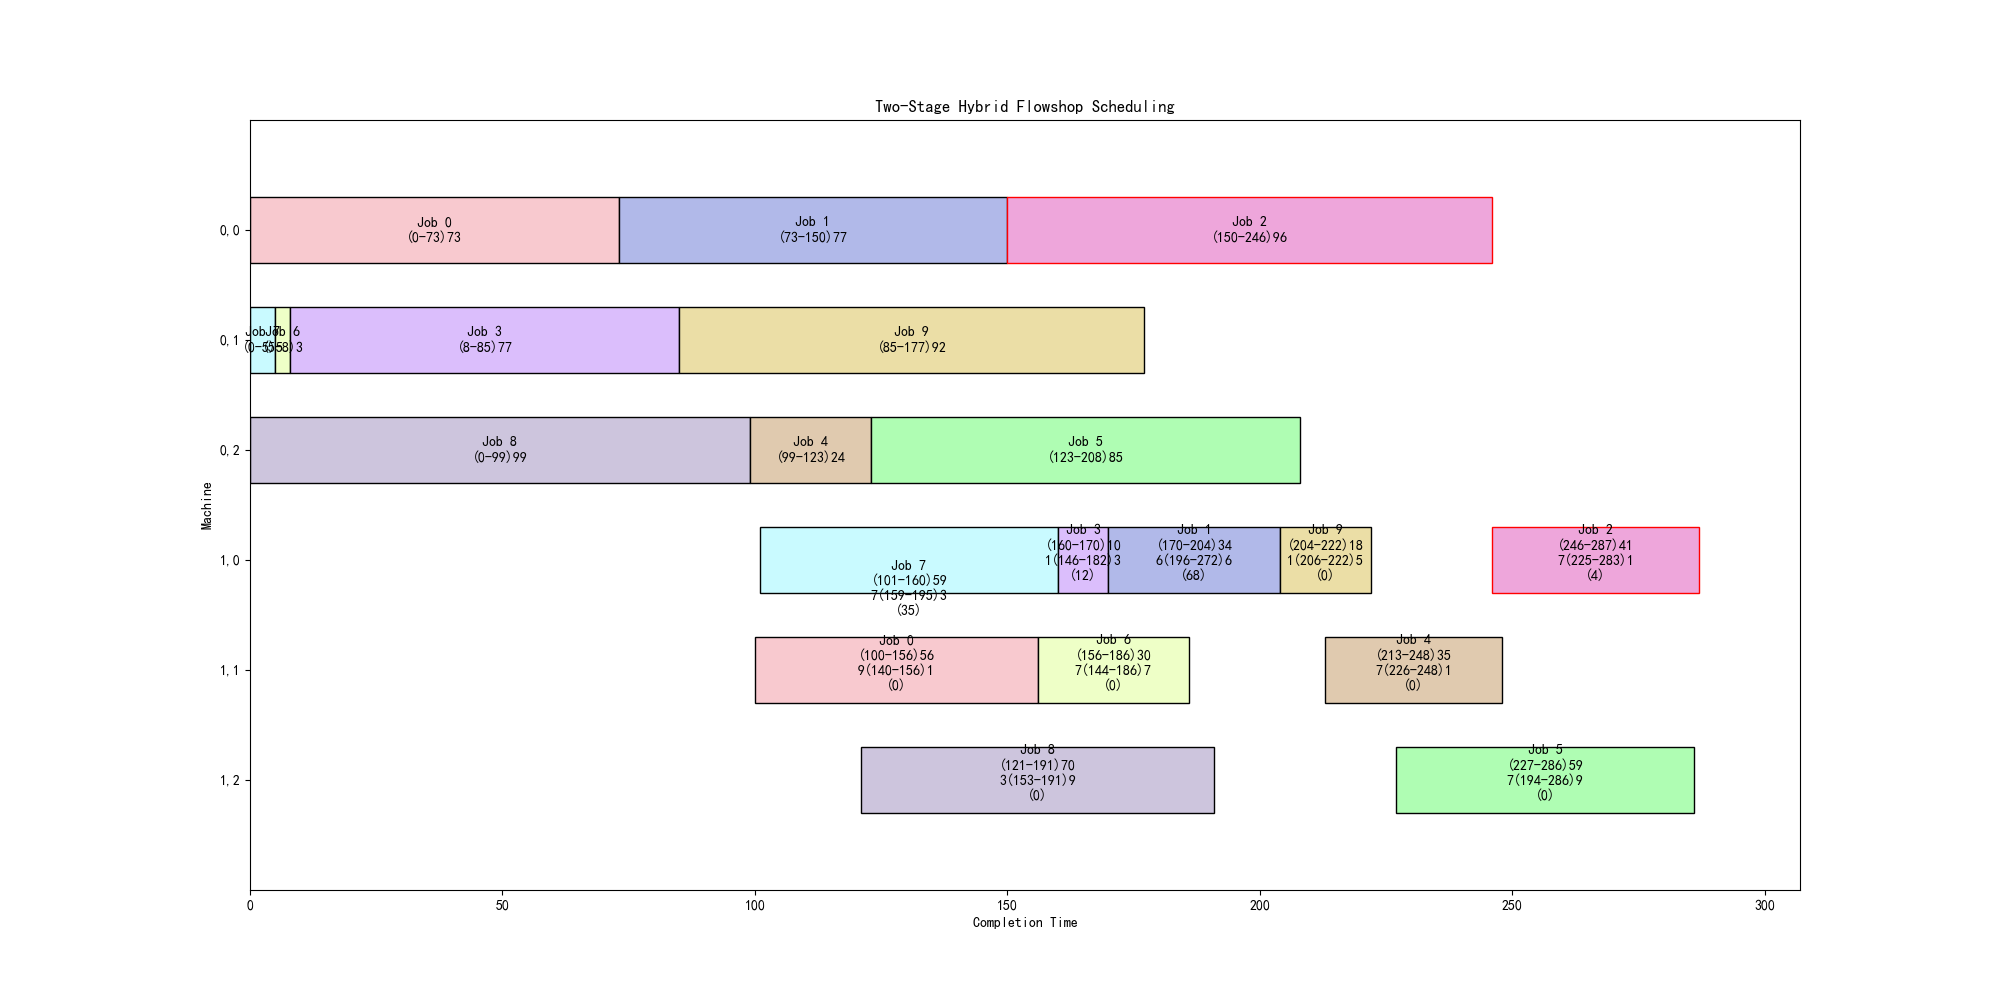 Two-Stage Hybrid Flowshop Scheduling
Machine
0,0
Job 0
(0-73)73
Job 1
(73-150)77
Job 2
(150-246)96
0,1
Job 7
(0-5)5
Job 6
(5-8)3
Job 3
(8-85)77
Job 9
(85-177)92
0,2
Job 8
(0-99)99
Job 4
(99-123)24
Job 5
(123-208)85
1,0
Job 7
(101-160)59
7(159-195)3
(35)
Job 3
(160-170)10
1(146-182)3
(12)
Job 1
(170-204)34
6(196-272)6
(68)
Job 9
(204-222)18
1(206-222)5
(0)
Job 2
(246-287)41
7(225-283)1
(4)
1,1
Job 0
(100-156)56
9(140-156)1
(0)
Job 6
(156-186)30
7(144-186)7
(0)
Job 4
(213-248)35
7(226-248)1
(0)
1,2
Job 8
(121-191)70
3(153-191)9
(0)
Job 5
(227-286)59
7(194-286)9
(0)
0 50 100 150 200 250 300
Completion Time